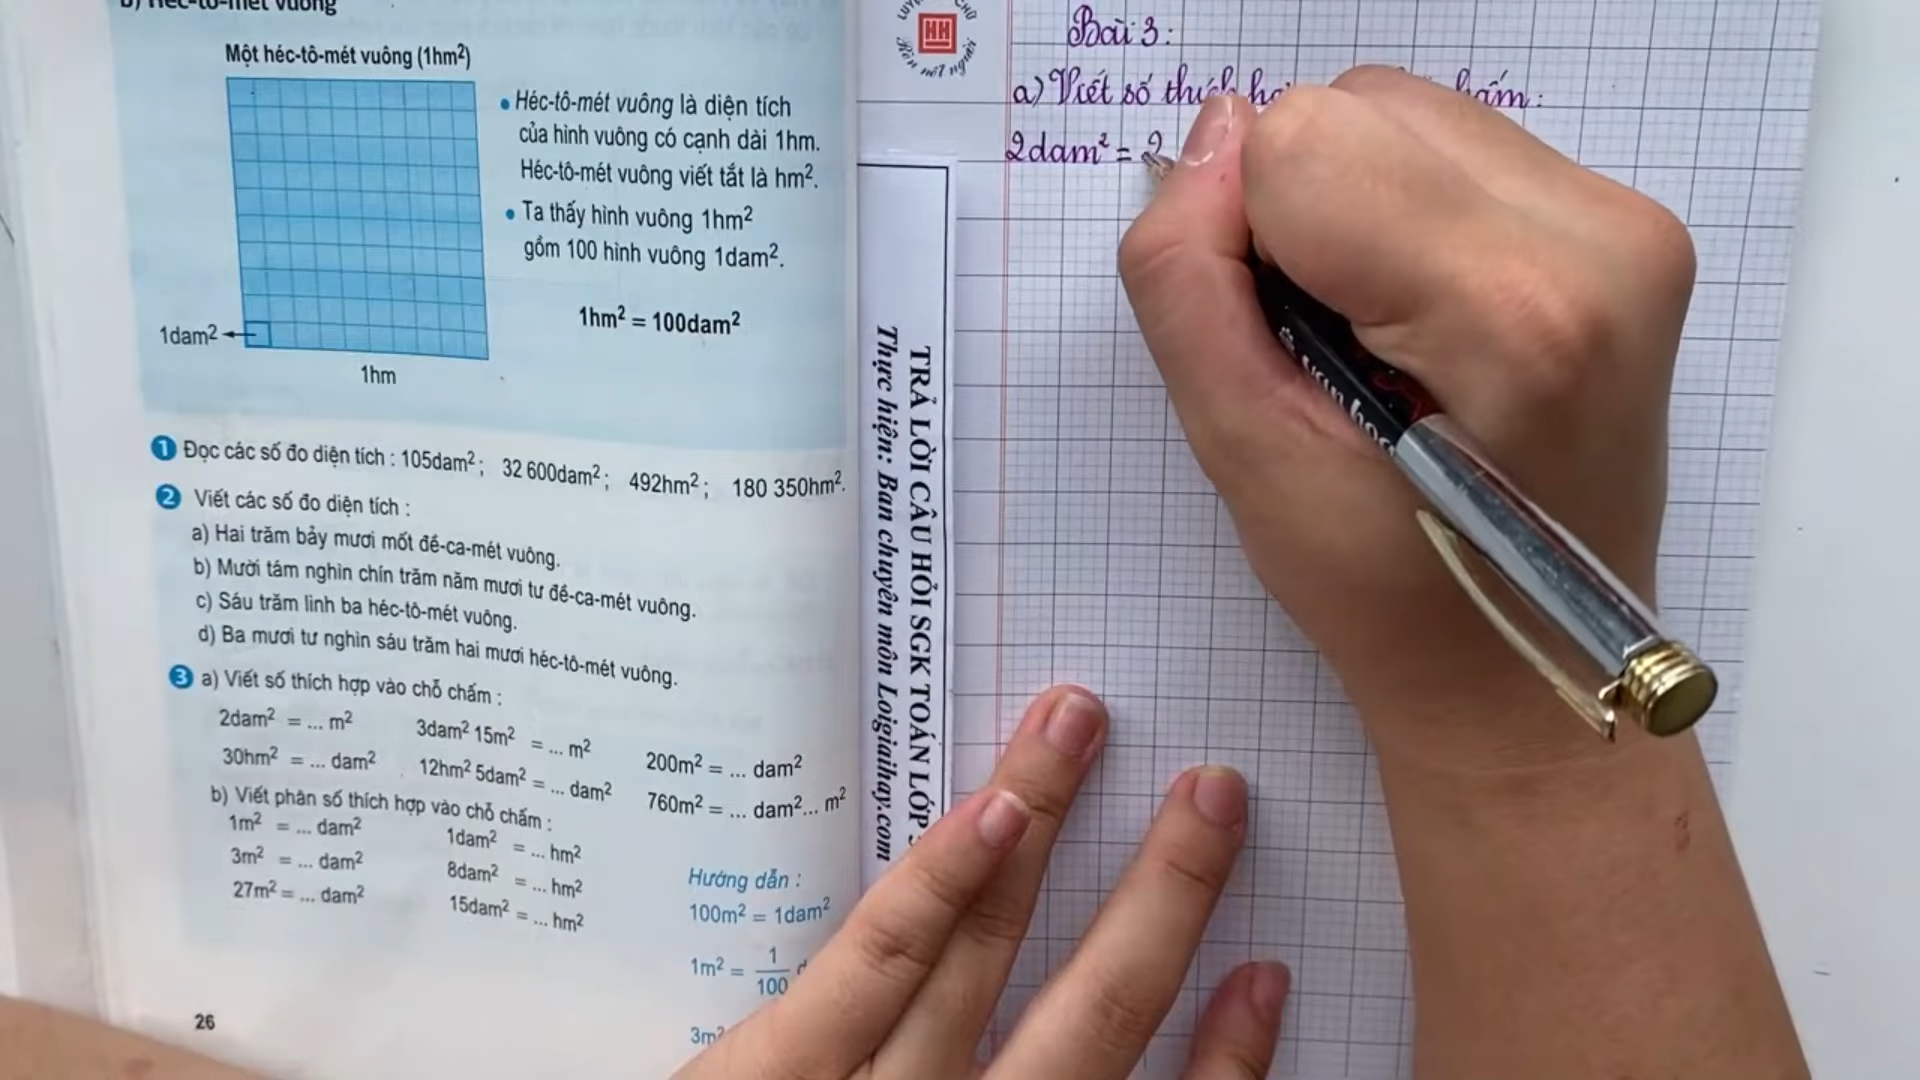 b) Héc-tô-mét vuông
Một héc-tô-mét vuông (1hm²)
• Héc-tô-mét vuông là diện tích
của hình vuông có cạnh dài 1hm.
Héc-tô-mét vuông viết tắt là hm².
• Ta thấy hình vuông 1hm²
gồm 100 hình vuông 1dam².
1hm² = 100dam²
1dam²
1hm
1 Đọc các số đo diện tích : 105dam² ; 32 600dam² ; 492hm² ; 180 350hm².
2 Viết các số đo diện tích :
a) Hai trăm bảy mươi mốt đề-ca-mét vuông.
b) Mười tám nghìn chín trăm năm mươi tư đề-ca-mét vuông.
c) Sáu trăm linh ba héc-tô-mét vuông.
d) Ba mươi tư nghìn sáu trăm hai mươi héc-tô-mét vuông.
3 a) Viết số thích hợp vào chỗ chấm :
2dam² = ... m² 3dam² 15m² = ... m² 200m² = ... dam²
30hm² = ... dam² 12hm² 5dam² = ... dam² 760m² = ... dam² ... m²
b) Viết phân số thích hợp vào chỗ chấm :
1m² = ... dam² 1dam² = ... hm²
3m² = ... dam² 8dam² = ... hm²
27m² = ... dam² 15dam² = ... hm²
Hướng dẫn :
100m² = 1dam²
1m² = 1/100
3m²
26
TRẢ LỜI CÂU HỎI SGK TOÁN LỚP
Thực hiện: Ban chuyên môn Loigiaihay.com
HH
Rèn nết người
Bài 3:
a) Viết số thích
2dam² = 2